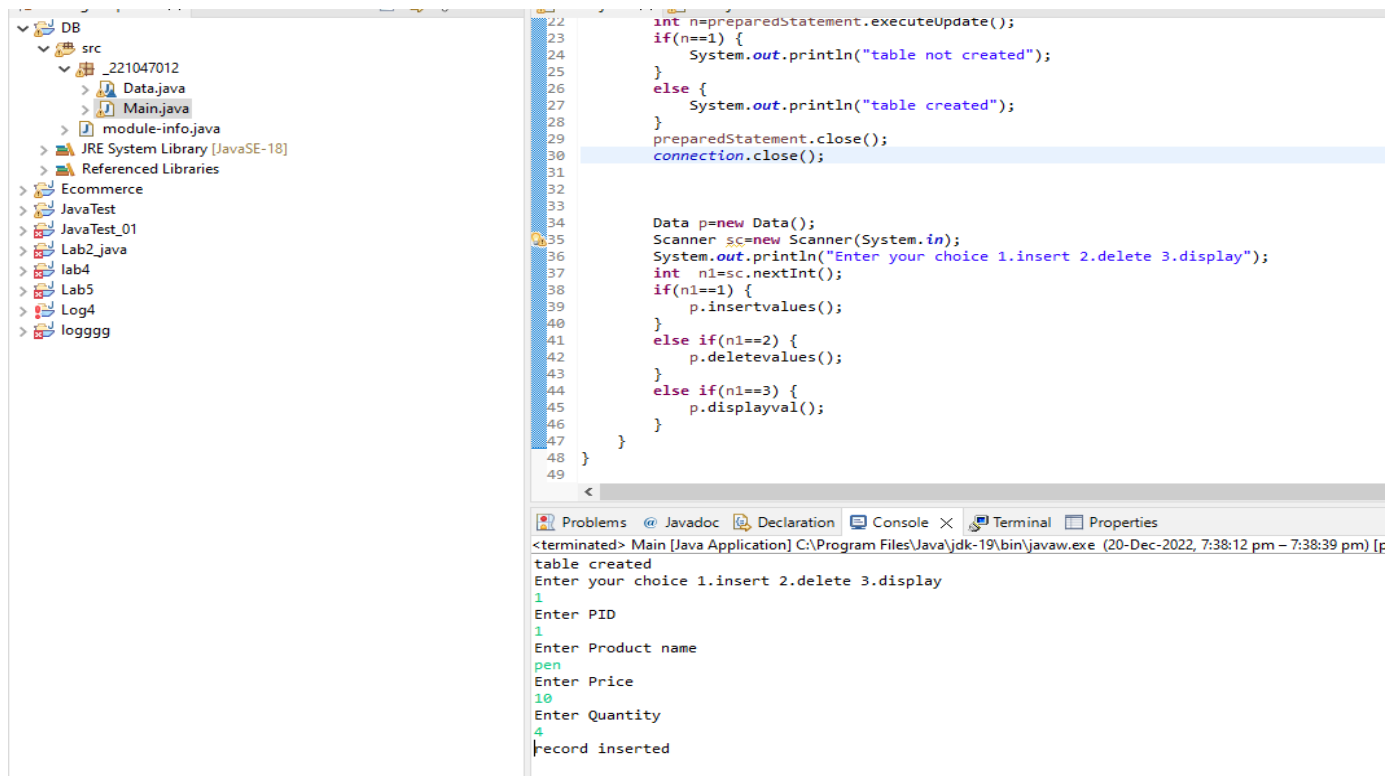 DB
src
_221047012
Data.java
Main.java
module-info.java
JRE System Library [JavaSE-18]
Referenced Libraries
Ecommerce
JavaTest
JavaTest_01
Lab2_java
lab4
Lab5
Log4
logggg
22 int n=preparedStatement.executeUpdate();
23 if(n==1) {
24 System.out.println("table not created");
25 }
26 else {
27 System.out.println("table created");
28 }
29 preparedStatement.close();
30 connection.close();
31
32
33
34 Data p=new Data();
35 Scanner sc=new Scanner(System.in);
36 System.out.println("Enter your choice 1.insert 2.delete 3.display");
37 int n1=sc.nextInt();
38 if(n1==1) {
39 p.insertvalues();
40 }
41 else if(n1==2) {
42 p.deletevalues();
43 }
44 else if(n1==3) {
45 p.displayval();
46 }
47 }
48 }
49
Problems @ Javadoc Declaration Console Terminal Properties
<terminated> Main [Java Application] C:\Program Files\Java\jdk-19\bin\javaw.exe (20-Dec-2022, 7:38:12 pm – 7:38:39 pm) [p
table created
Enter your choice 1.insert 2.delete 3.display
1
Enter PID
1
Enter Product name
pen
Enter Price
10
Enter Quantity
4
record inserted